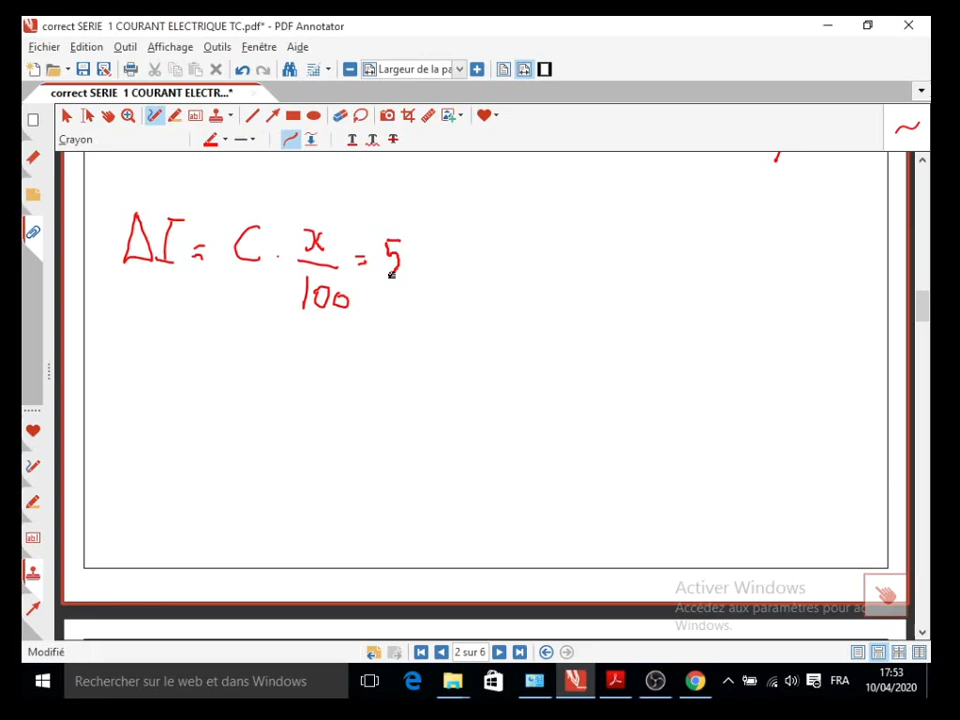 correct SERIE 1 COURANT ELECTRIQUE TC.pdf* - PDF Annotator
Fichier Edition Outil Affichage Outils Fenêtre Aide
Largeur de la pa
correct SERIE 1 COURANT ELECTR...*
Crayon
ΔI = C . x/100 = 5
Activer Windows
Accédez aux paramètres pour ac
Windows.
Modifié
2 sur 6
Rechercher sur le web et dans Windows
FRA
17:53
10/04/2020